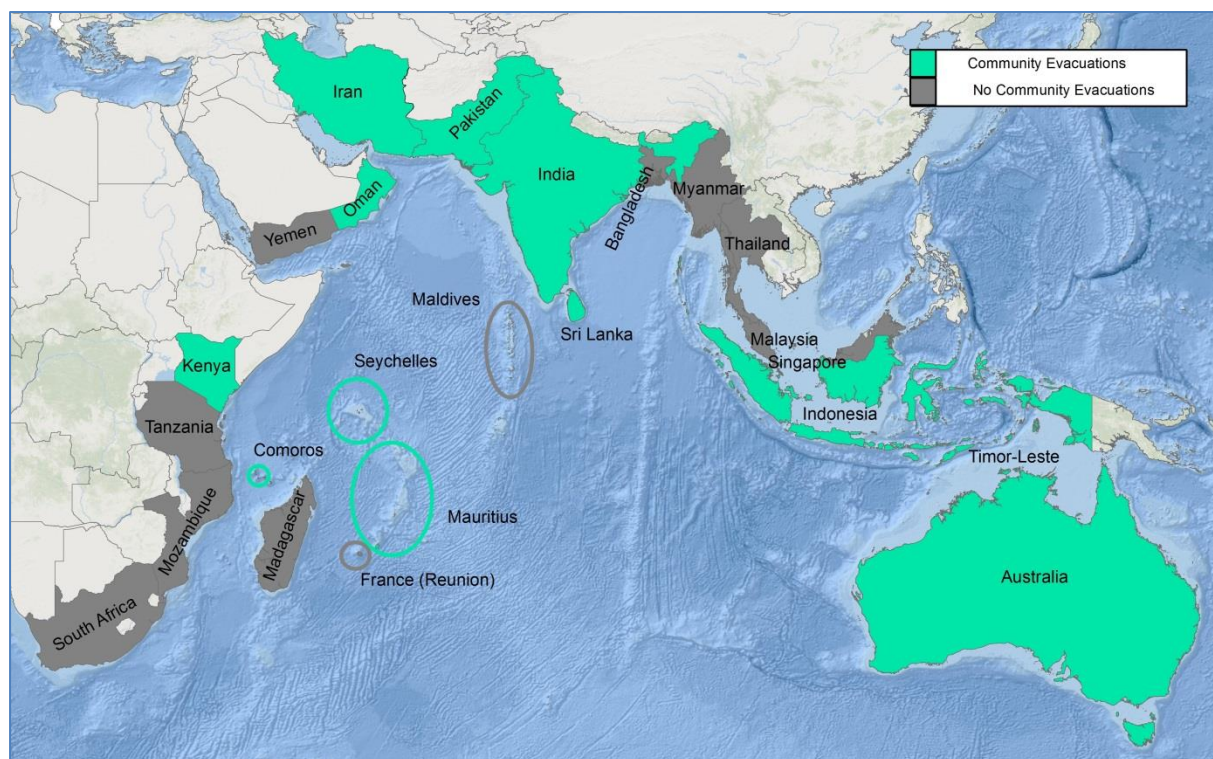 Community Evacuations
No Community Evacuations
Iran
Pakistan
India
Oman
Yemen
Bangladesh
Myanmar
Thailand
Maldives
Sri Lanka
Malaysia
Singapore
Seychelles
Kenya
Indonesia
Tanzania
Comoros
Timor-Leste
Mozambique
Madagascar
Mauritius
France (Reunion)
Australia
South Africa